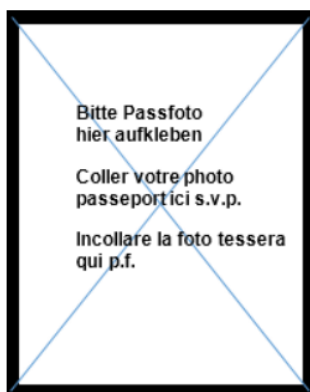 Bitte Passfoto
hier aufkleben
Coller votre photo
passeport ici s.v.p.
Incollare la foto tessera
qui p.f.